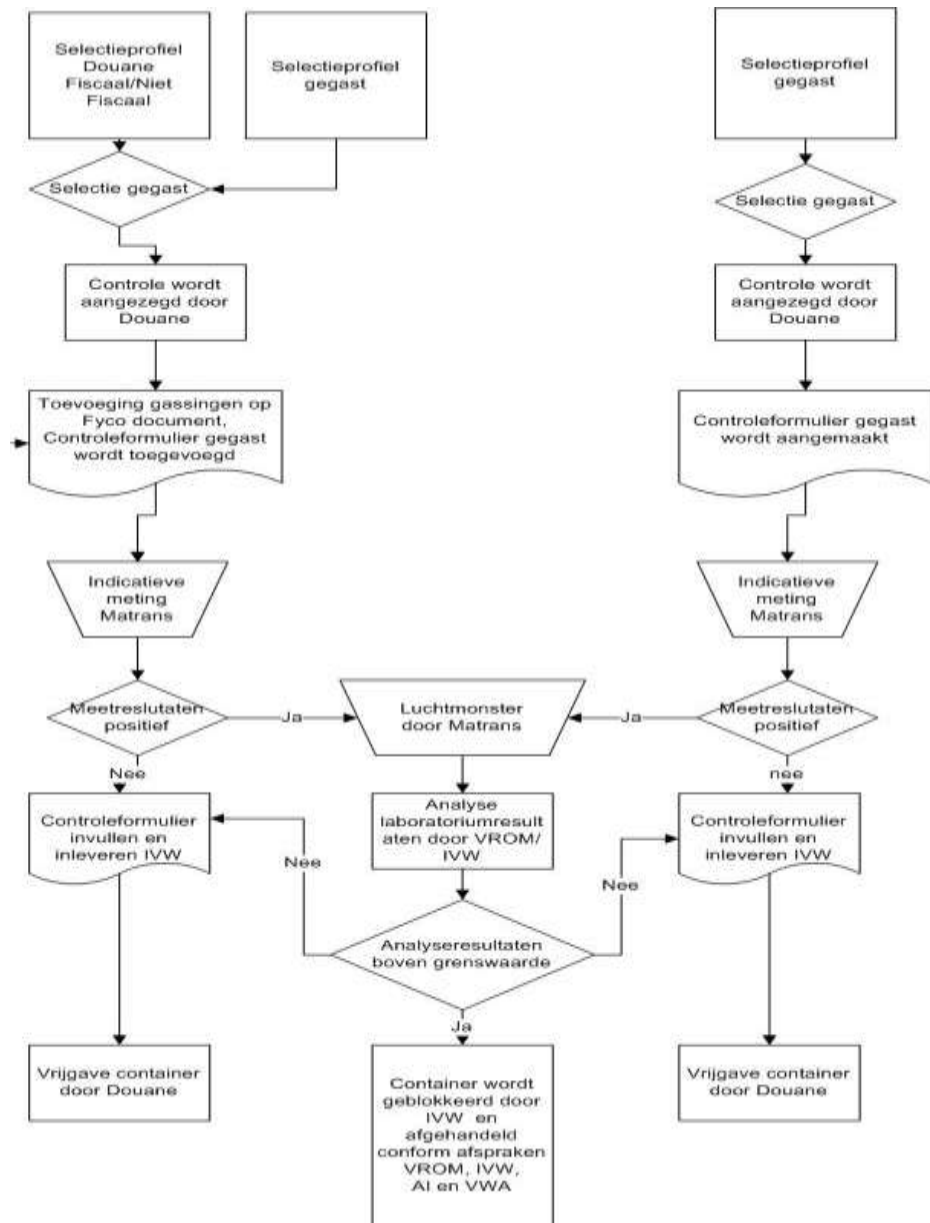 Selectieprofiel
Douane
Fiscaal/Niet
Fiscaal
Selectieprofiel
gegast
Selectieprofiel
gegast
Selectie gegast
Selectie gegast
Controle wordt
aangezegd door
Douane
Controle wordt
aangezegd door
Douane
Toevoeging gassingen op
Fyco document,
Controleformulier gegast
wordt toegevoegd
Controleformulier gegast
wordt aangemaakt
Indicatieve
meting
Matrans
Indicatieve
meting
Matrans
Meetreslutaten
positief
Ja
Luchtmonster
door Matrans
Ja
Meetreslutaten
positief
Nee
nee
Controleformulier
invullen en
inleveren IVW
Analyse
laboratoriumresult
aten door VROM/
IVW
Controleformulier
invullen en
inleveren IVW
Nee
Nee
Analyseresultaten
boven grenswaarde
Ja
Vrijgave container
door Douane
Container wordt
geblokkeerd door
IVW en
afgehandeld
conform afspraken
VROM, IVW,
AI en VWA
Vrijgave container
door Douane